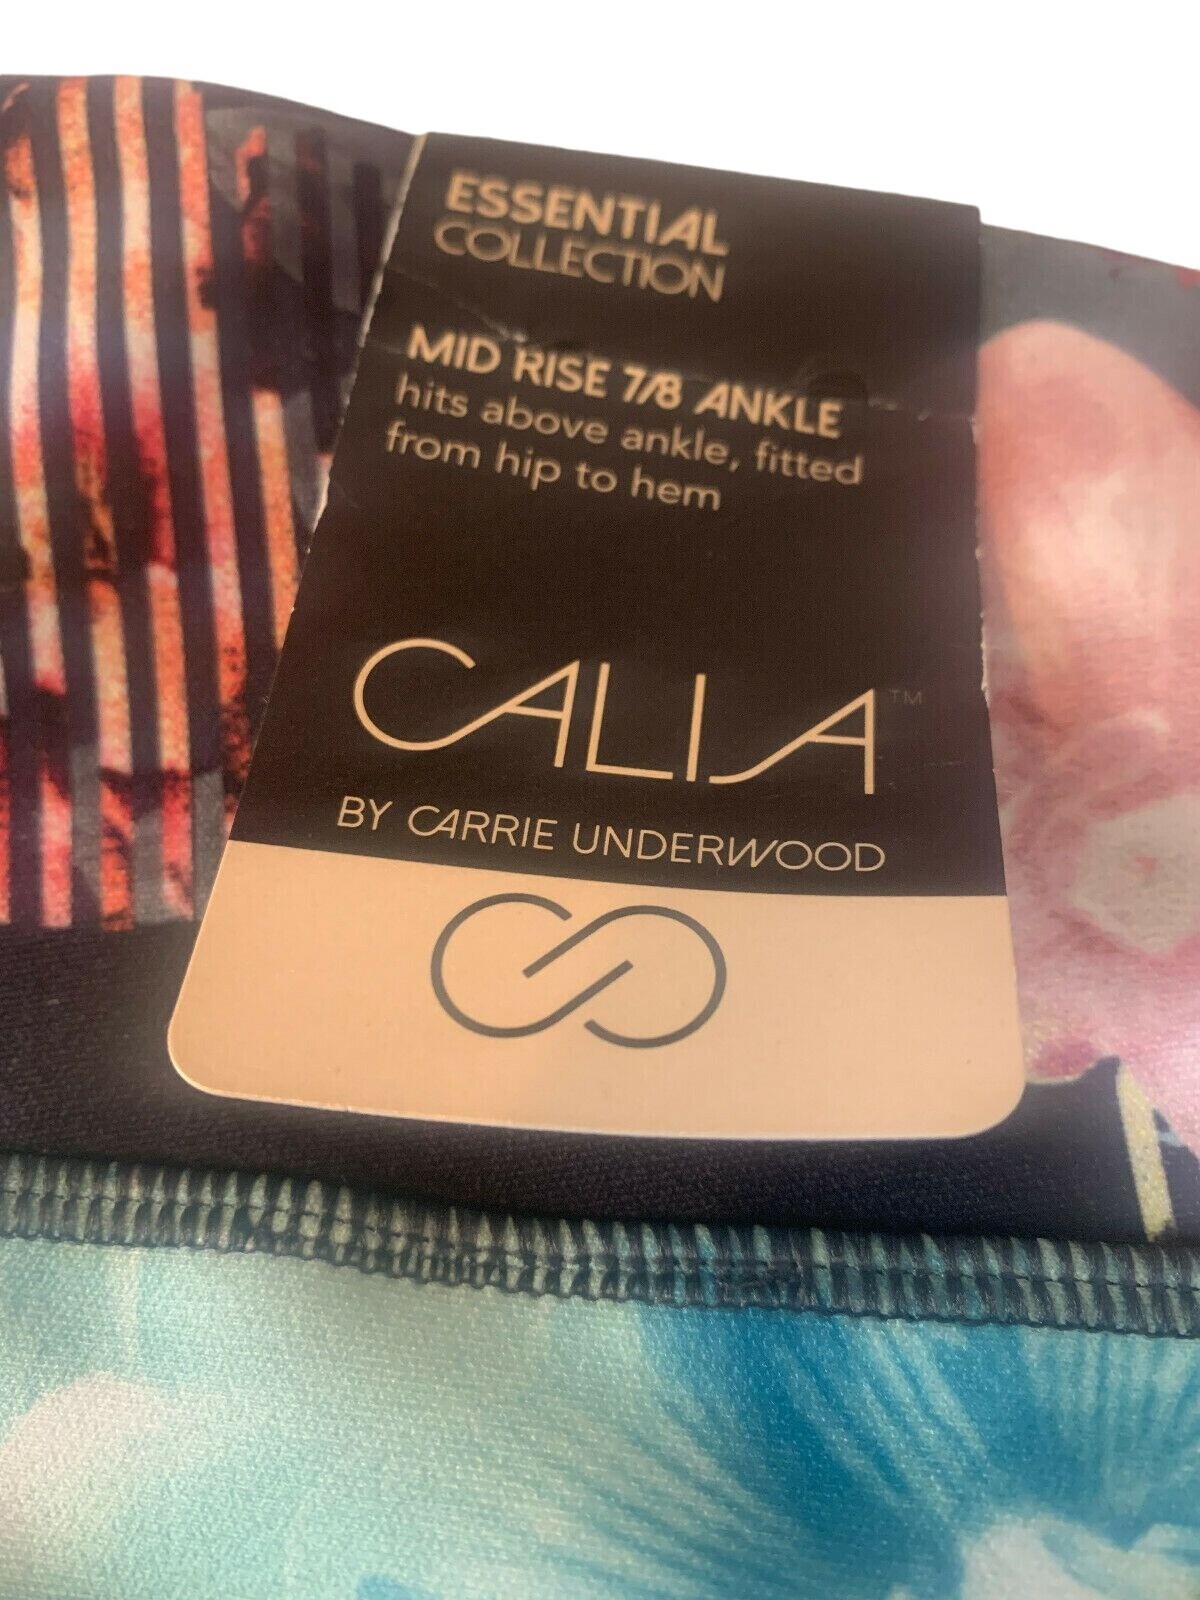 ESSENTIAL
COLLECTION
MID RISE 7/8 ANKLE
hits above ankle, fitted
from hip to hem
CALIA™
BY CARRIE UNDERWOOD